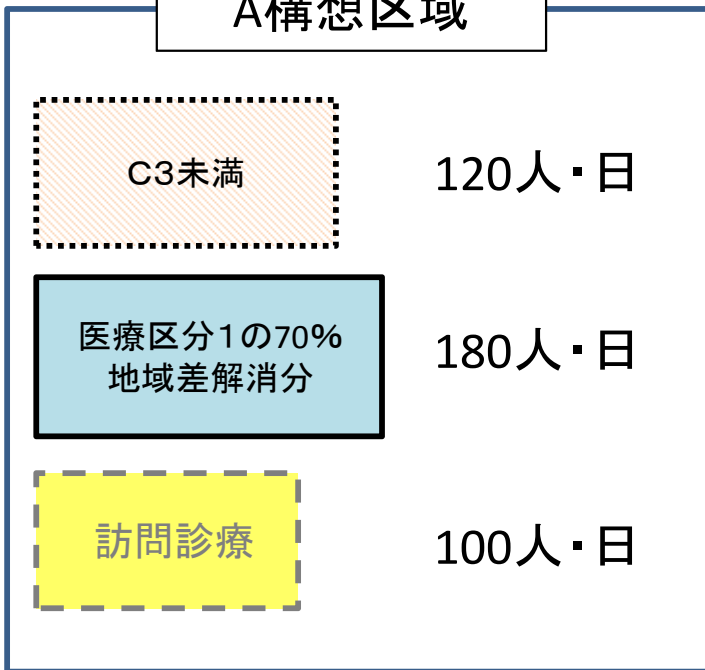 A構想区域
C3未満
120人・日
医療区分1の70%
地域差解消分
180人・日
訪問診療
100人・日